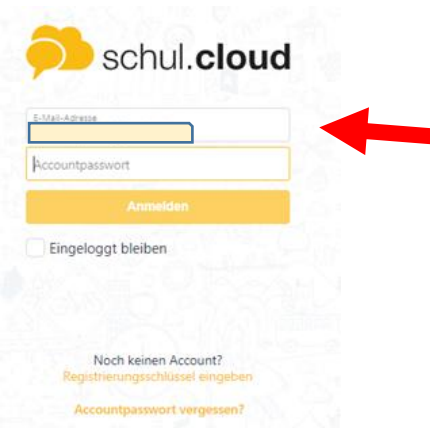 schul.cloud
E-Mail-Adresse
Accountpasswort
Anmelden
Eingeloggt bleiben
Noch keinen Account?
Registrierungsschlüssel eingeben
Accountpasswort vergessen?